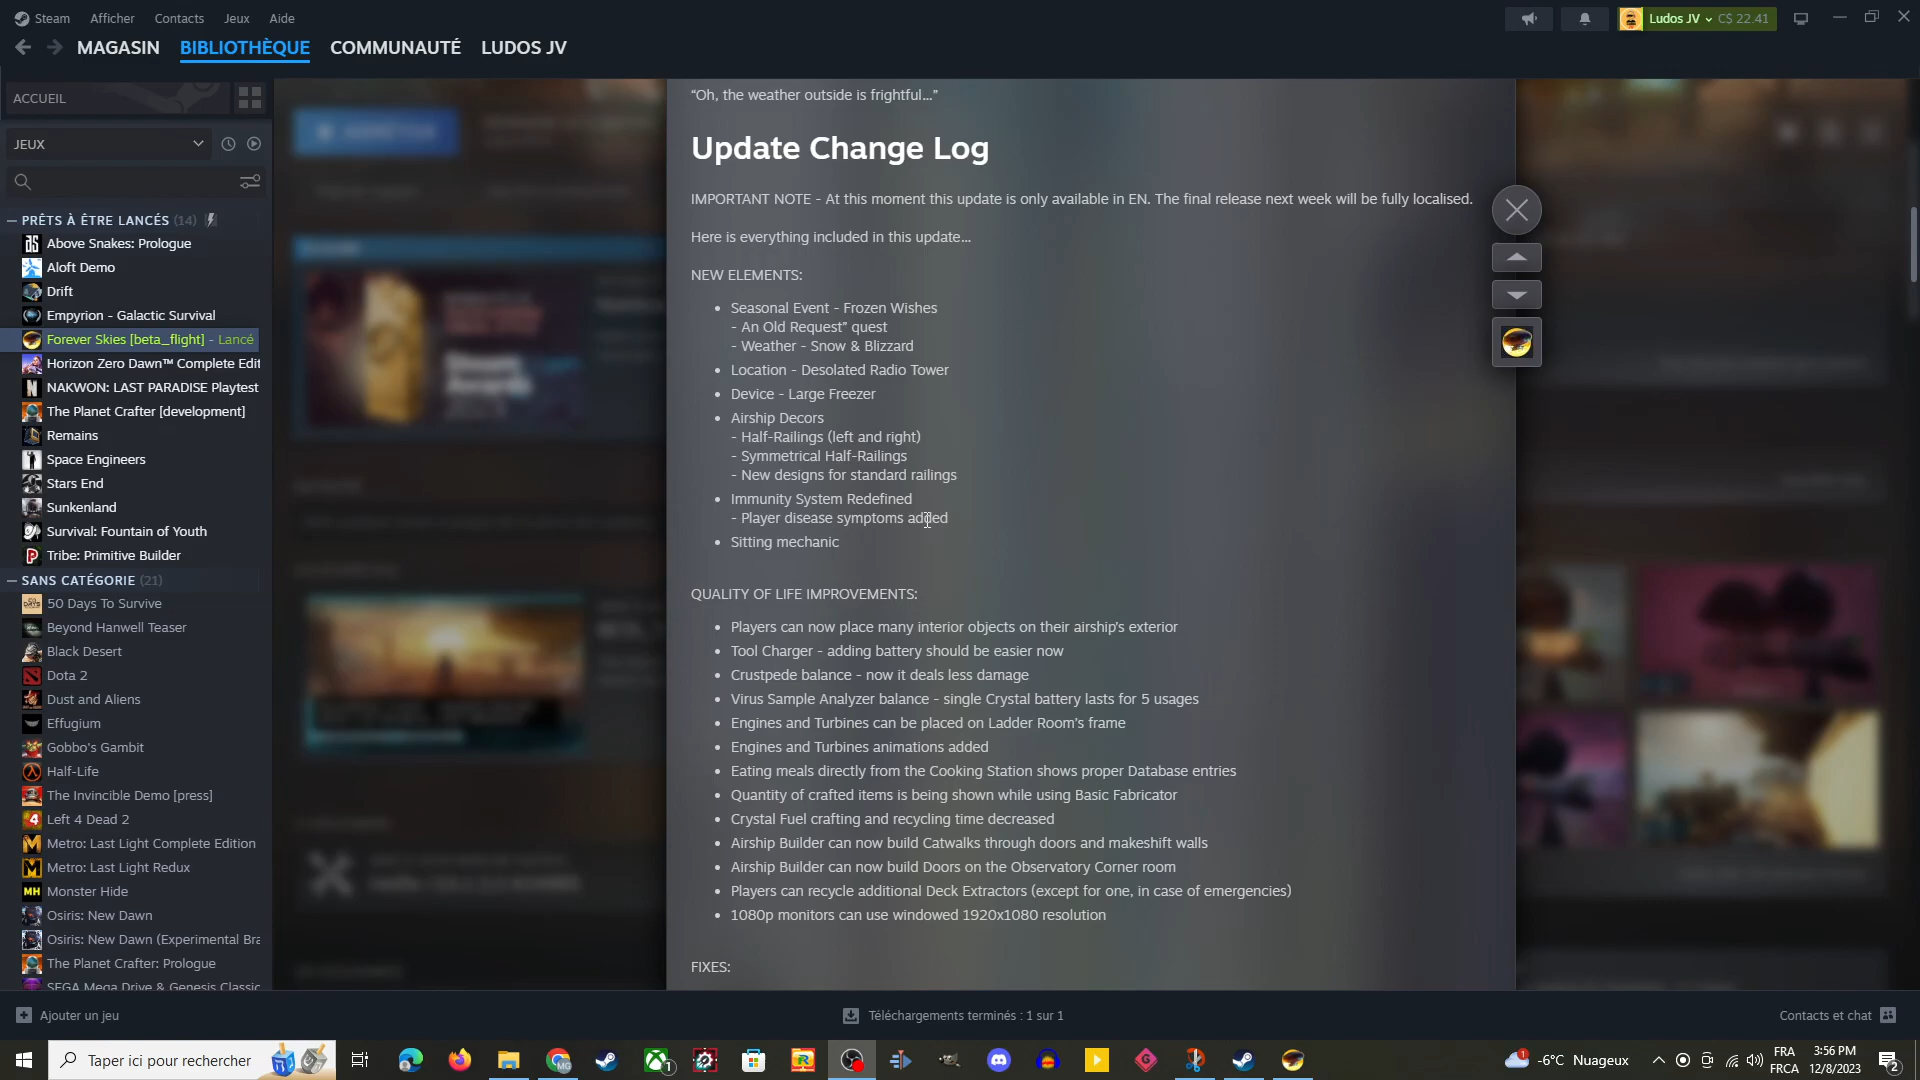 Steam Afficher Contacts Jeux Aide
Ludos JV C$ 22.41
MAGASIN BIBLIOTHÈQUE COMMUNAUTÉ LUDOS JV
ACCUEIL
JEUX
PRÊTS À ÊTRE LANCÉS (14)
Above Snakes: Prologue
Aloft Demo
Drift
Empyrion - Galactic Survival
Forever Skies [beta_flight] - Lancé
Horizon Zero Dawn™ Complete Edit
NAKWON: LAST PARADISE Playtest
The Planet Crafter [development]
Remains
Space Engineers
Stars End
Sunkenland
Survival: Fountain of Youth
Tribe: Primitive Builder
SANS CATÉGORIE (21)
50 Days To Survive
Beyond Hanwell Teaser
Black Desert
Dota 2
Dust and Aliens
Effugium
Gobbo's Gambit
Half-Life
The Invincible Demo [press]
Left 4 Dead 2
Metro: Last Light Complete Edition
Metro: Last Light Redux
MH Monster Hide
Osiris: New Dawn
Osiris: New Dawn (Experimental Bra
The Planet Crafter: Prologue
SEGA Mega Drive & Genesis Classic
“Oh, the weather outside is frightful…”
Update Change Log
IMPORTANT NOTE - At this moment this update is only available in EN. The final release next week will be fully localised.
Here is everything included in this update…
NEW ELEMENTS:
• Seasonal Event - Frozen Wishes
- An Old Request” quest
- Weather - Snow & Blizzard
• Location - Desolated Radio Tower
• Device - Large Freezer
• Airship Decors
- Half-Railings (left and right)
- Symmetrical Half-Railings
- New designs for standard railings
• Immunity System Redefined
- Player disease symptoms added
• Sitting mechanic
QUALITY OF LIFE IMPROVEMENTS:
• Players can now place many interior objects on their airship’s exterior
• Tool Charger - adding battery should be easier now
• Crustpede balance - now it deals less damage
• Virus Sample Analyzer balance - single Crystal battery lasts for 5 usages
• Engines and Turbines can be placed on Ladder Room’s frame
• Engines and Turbines animations added
• Eating meals directly from the Cooking Station shows proper Database entries
• Quantity of crafted items is being shown while using Basic Fabricator
• Crystal Fuel crafting and recycling time decreased
• Airship Builder can now build Catwalks through doors and makeshift walls
• Airship Builder can now build Doors on the Observatory Corner room
• Players can recycle additional Deck Extractors (except for one, in case of emergencies)
• 1080p monitors can use windowed 1920x1080 resolution
FIXES:
Ajouter un jeu
Téléchargements terminés : 1 sur 1
Contacts et chat
Taper ici pour rechercher
-6°C Nuageux
FRA
FRCA
3:56 PM
12/8/2023
2